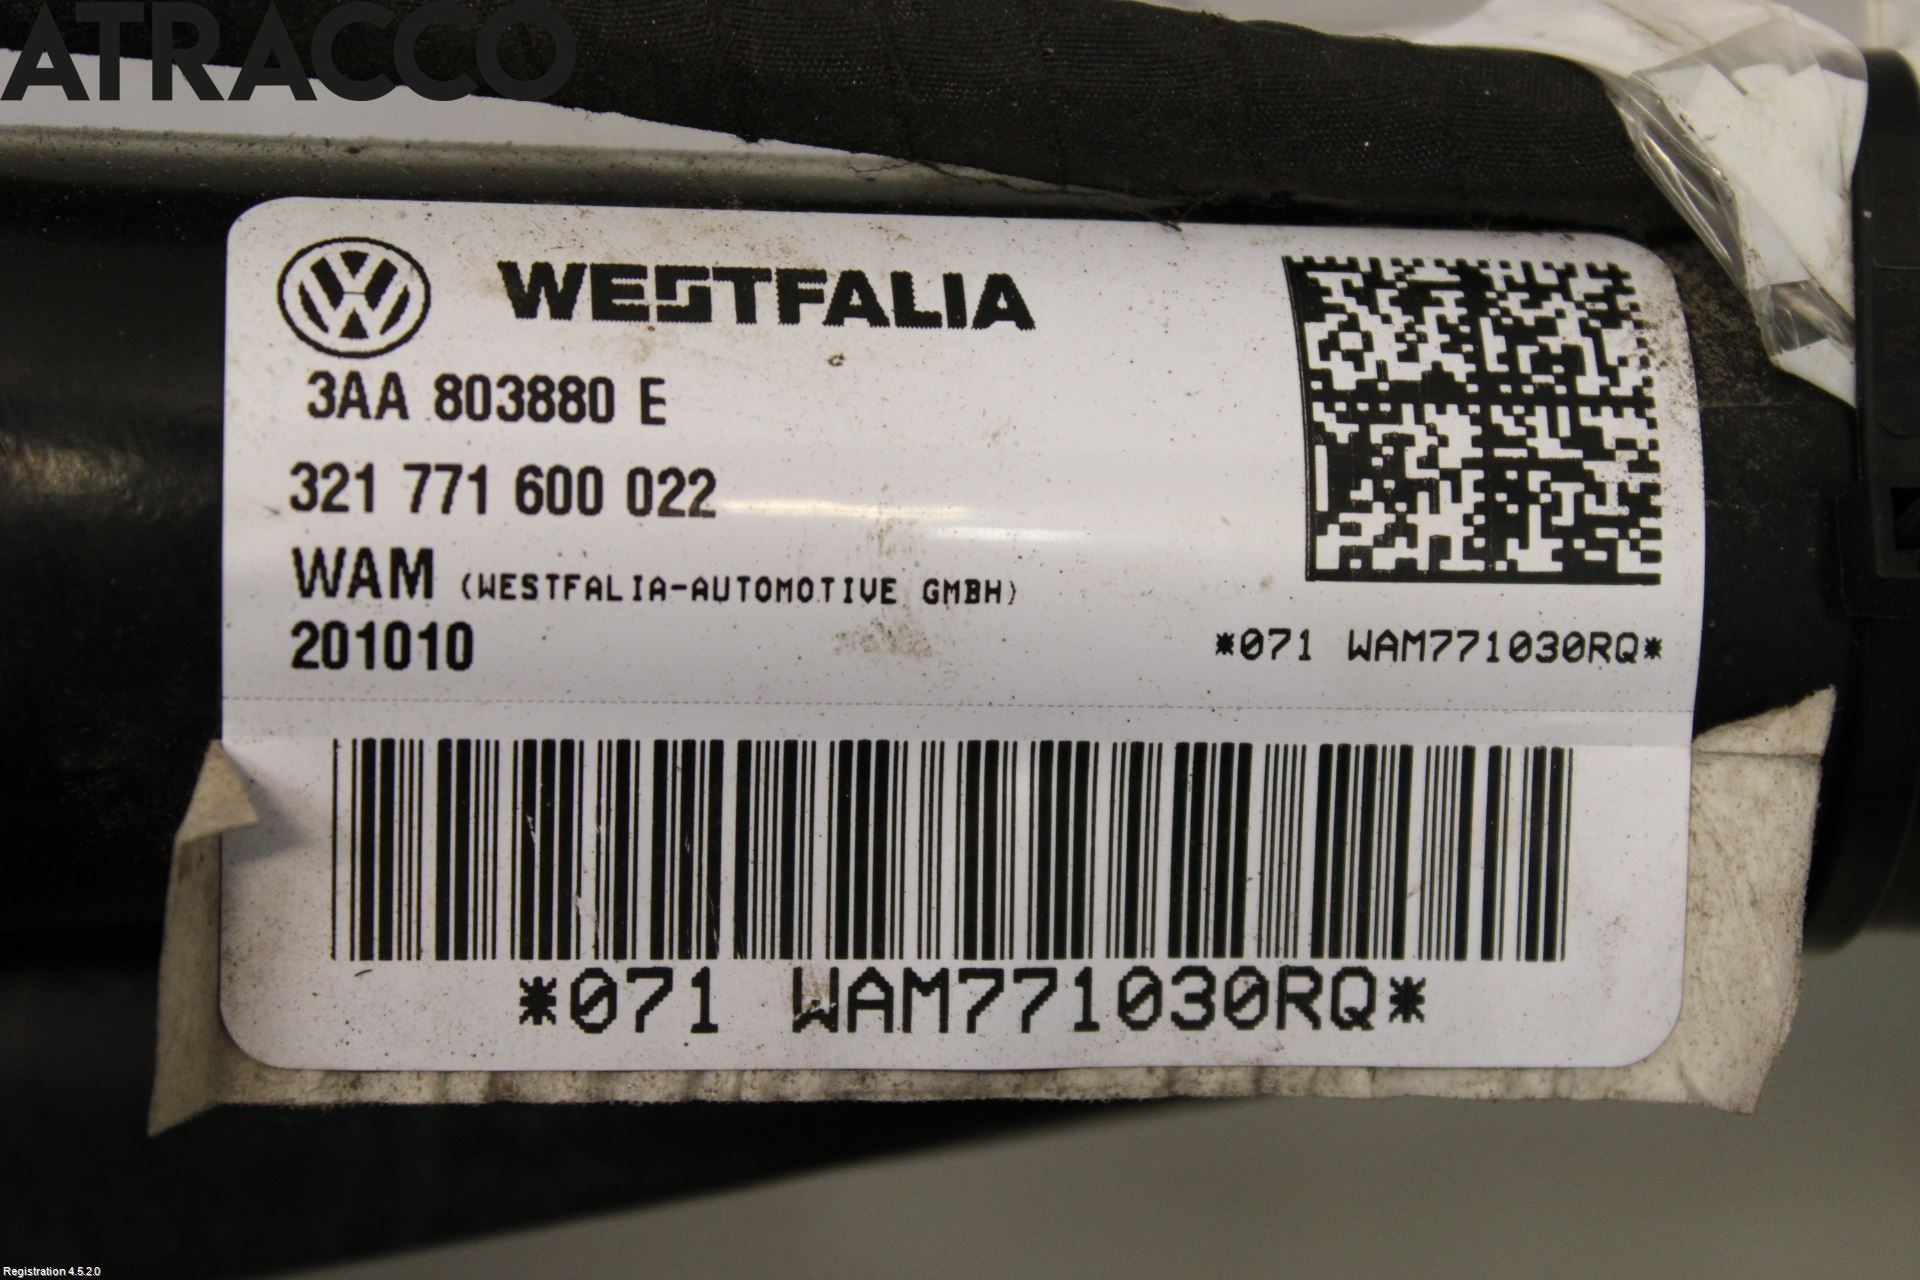 ATRACCO
WESTFALIA
3AA 803880 E
321 771 600 022
WAM (WESTFALIA-AUTOMOTIVE GMBH)
201010
*071 WAM771030RQ*
*071 WAM771030RQ*
Registration 4.5.2.0